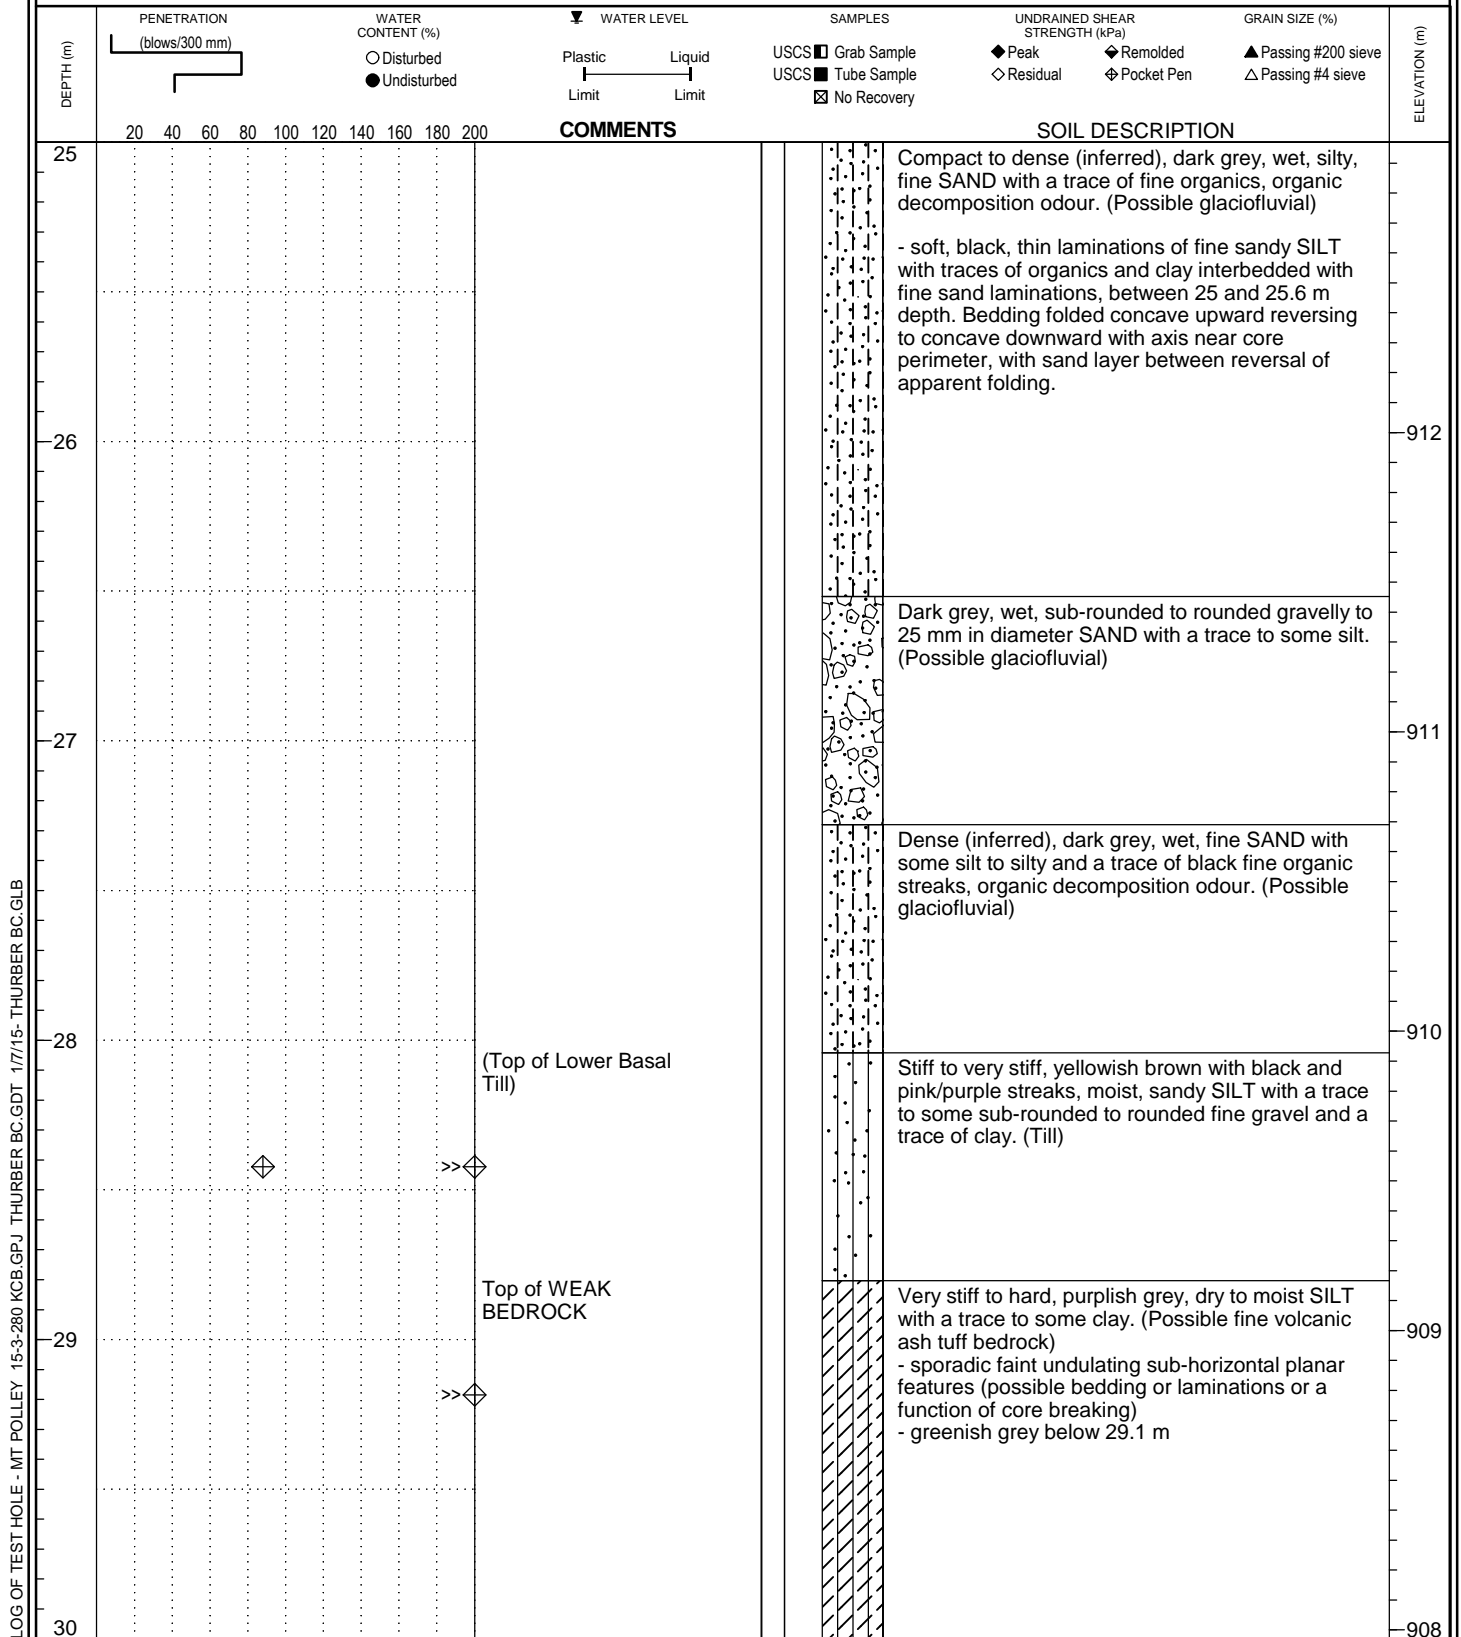 DEPTH (m)
PENETRATION
(blows/300 mm)
WATER
CONTENT (%)
Disturbed
Undisturbed
WATER LEVEL
Plastic Liquid
Limit Limit
SAMPLES
USCS Grab Sample
USCS Tube Sample
No Recovery
UNDRAINED SHEAR
STRENGTH (kPa)
Peak Remolded
Residual Pocket Pen
GRAIN SIZE (%)
Passing #200 sieve
Passing #4 sieve
ELEVATION (m)
20 40 60 80 100 120 140 160 180 200
COMMENTS
SOIL DESCRIPTION
25
Compact to dense (inferred), dark grey, wet, silty,
fine SAND with a trace of fine organics, organic
decomposition odour. (Possible glaciofluvial)
- soft, black, thin laminations of fine sandy SILT
with traces of organics and clay interbedded with
fine sand laminations, between 25 and 25.6 m
depth. Bedding folded concave upward reversing
to concave downward with axis near core
perimeter, with sand layer between reversal of
apparent folding.
26
912
Dark grey, wet, sub-rounded to rounded gravelly to
25 mm in diameter SAND with a trace to some silt.
(Possible glaciofluvial)
27
911
Dense (inferred), dark grey, wet, fine SAND with
some silt to silty and a trace of black fine organic
streaks, organic decomposition odour. (Possible
glaciofluvial)
28
910
(Top of Lower Basal
Till)
Stiff to very stiff, yellowish brown with black and
pink/purple streaks, moist, sandy SILT with a trace
to some sub-rounded to rounded fine gravel and a
trace of clay. (Till)
>>
Top of WEAK
BEDROCK
Very stiff to hard, purplish grey, dry to moist SILT
with a trace to some clay. (Possible fine volcanic
ash tuff bedrock)
- sporadic faint undulating sub-horizontal planar
features (possible bedding or laminations or a
function of core breaking)
- greenish grey below 29.1 m
29
909
>>
30
908
LOG OF TEST HOLE - MT POLLEY 15-3-280 KCB.GPJ THURBER BC.GDT 1/7/15- THURBER BC.GLB